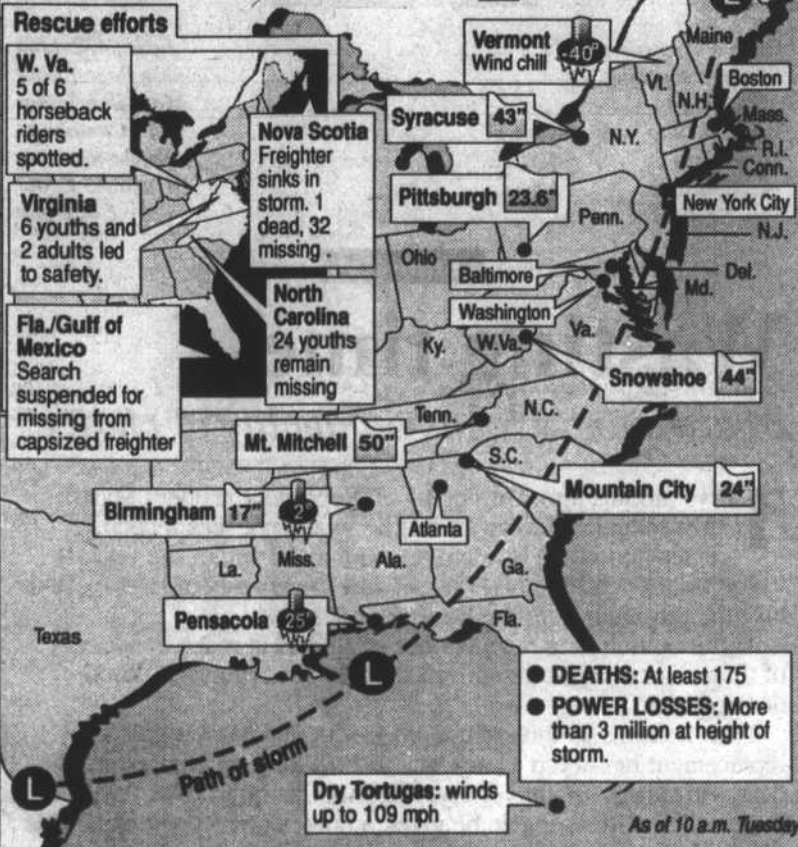 Rescue efforts
W. Va.
5 of 6
horseback
riders
spotted.
Virginia
6 youths and
2 adults led
to safety.
Fla./Gulf of
Mexico
Search
suspended for
missing from
capsized freighter
Nova Scotia
Freighter
sinks in
storm. 1
dead, 32
missing .
North
Carolina
24 youths
remain
missing
Vermont
Wind chill
-40°
Maine
Vt.
N.H.
Boston
Mass.
R.I.
Conn.
Syracuse 43"
N.Y.
Pittsburgh 23.6"
Penn.
New York City
N.J.
Ohio
Baltimore
Del.
Md.
Washington
Va.
Ky.
W.Va.
Snowshoe 44"
Tenn.
N.C.
Mt. Mitchell 50"
S.C.
Mountain City 24"
Birmingham 17" 2°
Atlanta
La.
Miss.
Ala.
Ga.
Pensacola 25°
Fla.
Texas
L
L
L
Path of storm
DEATHS: At least 175
POWER LOSSES: More
than 3 million at height of
storm.
Dry Tortugas: winds
up to 109 mph
As of 10 a.m. Tuesday